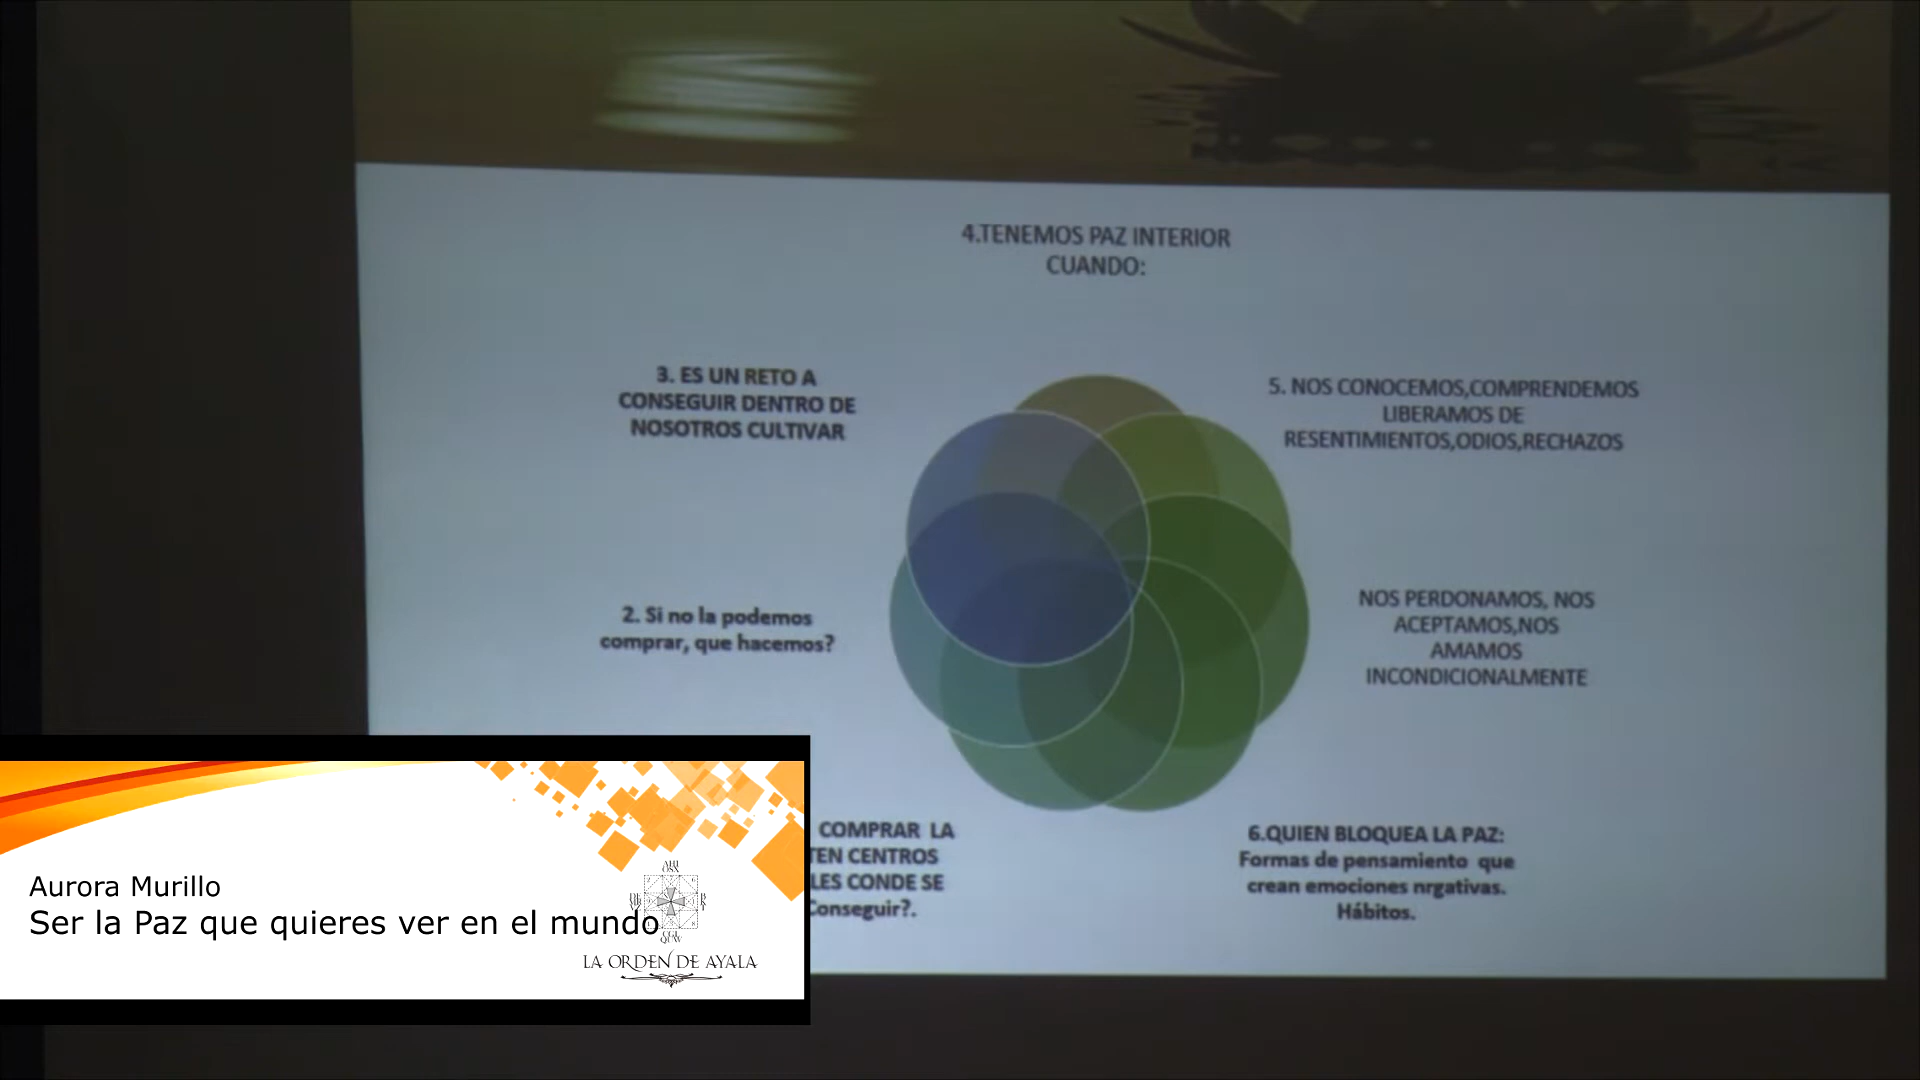 4.TENEMOS PAZ INTERIOR
CUANDO:
3. ES UN RETO A
CONSEGUIR DENTRO DE
NOSOTROS CULTIVAR
5. NOS CONOCEMOS,COMPRENDEMOS
LIBERAMOS DE
RESENTIMIENTOS,ODIOS,RECHAZOS
2. Si no la podemos
comprar, que hacemos?
NOS PERDONAMOS, NOS
ACEPTAMOS,NOS
AMAMOS
INCONDICIONALMENTE
COMPRAR LA
TEN CENTROS
LES CONDE SE
Conseguir?.
6.QUIEN BLOQUEA LA PAZ:
Formas de pensamiento que
crean emociones nrgativas.
Hábitos.
Aurora Murillo
Ser la Paz que quieres ver en el mundo
LA ORDEN DE AYALA